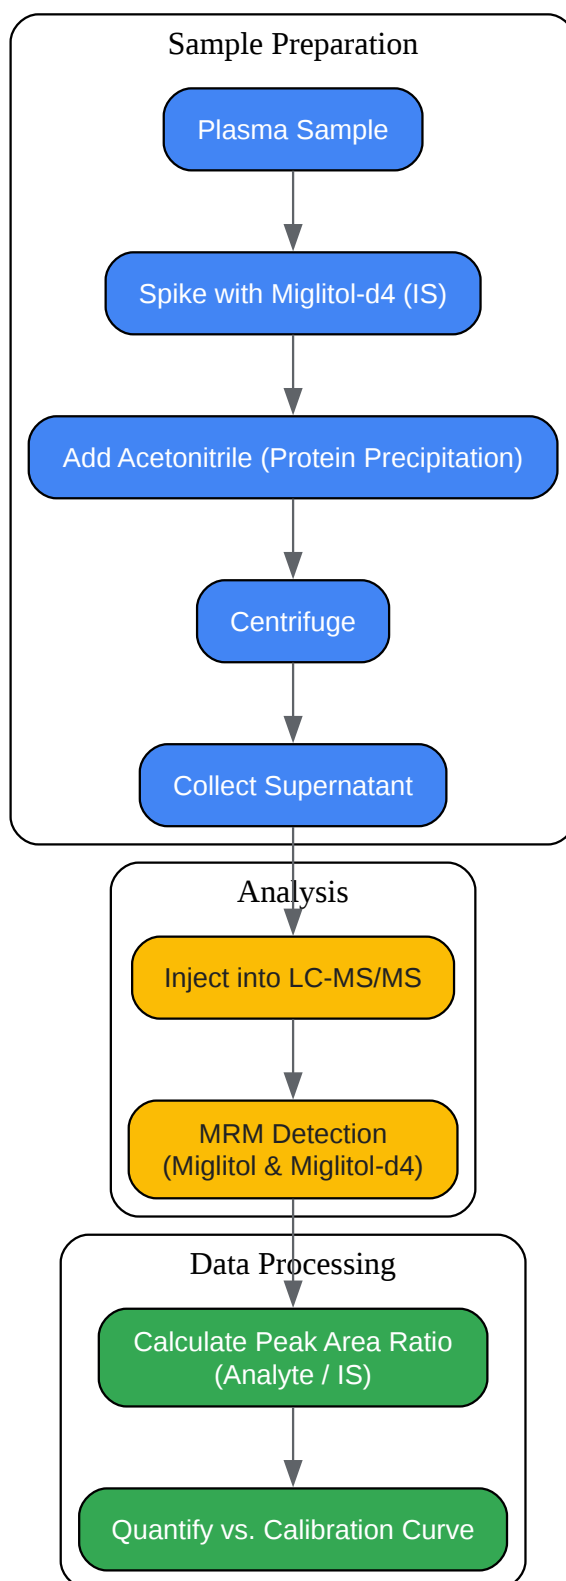 Sample Preparation
Plasma Sample
Spike with Miglitol-d4 (IS)
Add Acetonitrile (Protein Precipitation)
Centrifuge
Collect Supernatant
Analysis
Inject into LC-MS/MS
MRM Detection
(Miglitol & Miglitol-d4)
Data Processing
Calculate Peak Area Ratio
(Analyte / IS)
Quantify vs. Calibration Curve